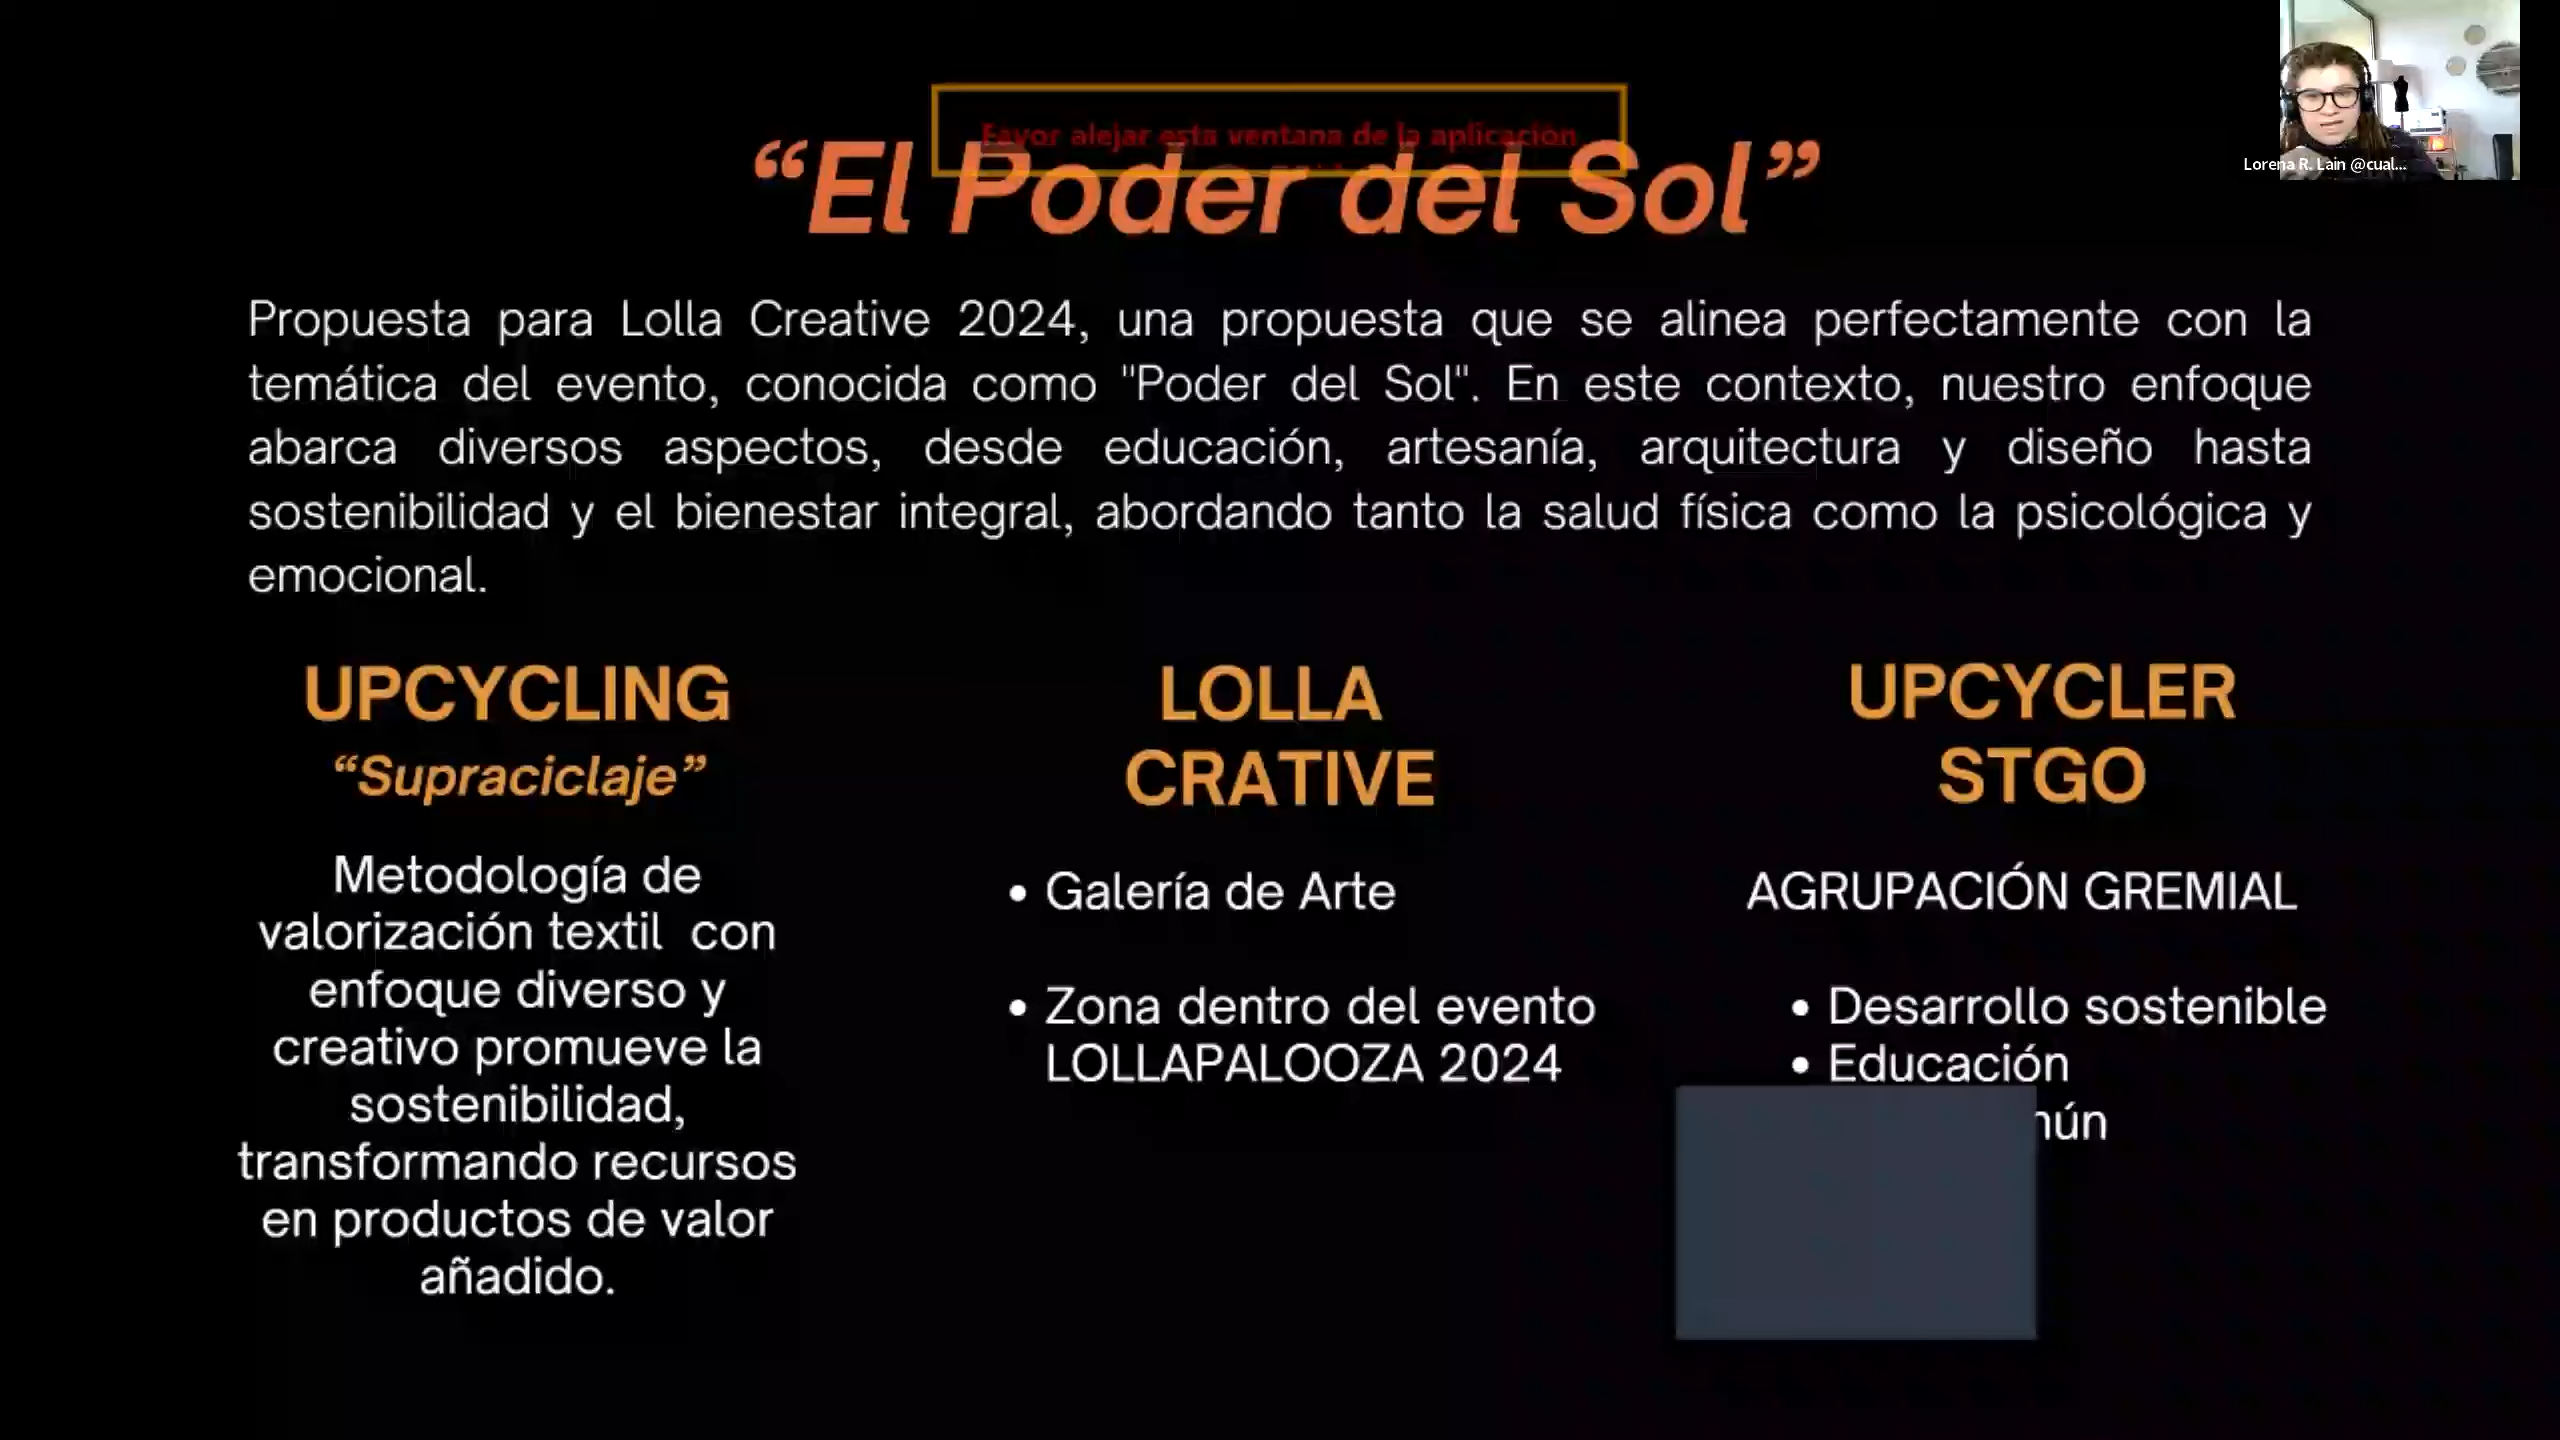 Lorena R. Lain @cual...
Favor alejar esta ventana de la aplicación
“El Poder del Sol”
Propuesta para Lolla Creative 2024, una propuesta que se alinea perfectamente con la
temática del evento, conocida como "Poder del Sol". En este contexto, nuestro enfoque
abarca diversos aspectos, desde educación, artesanía, arquitectura y diseño hasta
sostenibilidad y el bienestar integral, abordando tanto la salud física como la psicológica y
emocional.
UPCYCLING
“Supraciclaje”
Metodología de
valorización textil con
enfoque diverso y
creativo promueve la
sostenibilidad,
transformando recursos
en productos de valor
añadido.
LOLLA
CRATIVE
• Galería de Arte
• Zona dentro del evento
LOLLAPALOOZA 2024
UPCYCLER
STGO
AGRUPACIÓN GREMIAL
• Desarrollo sostenible
• Educación